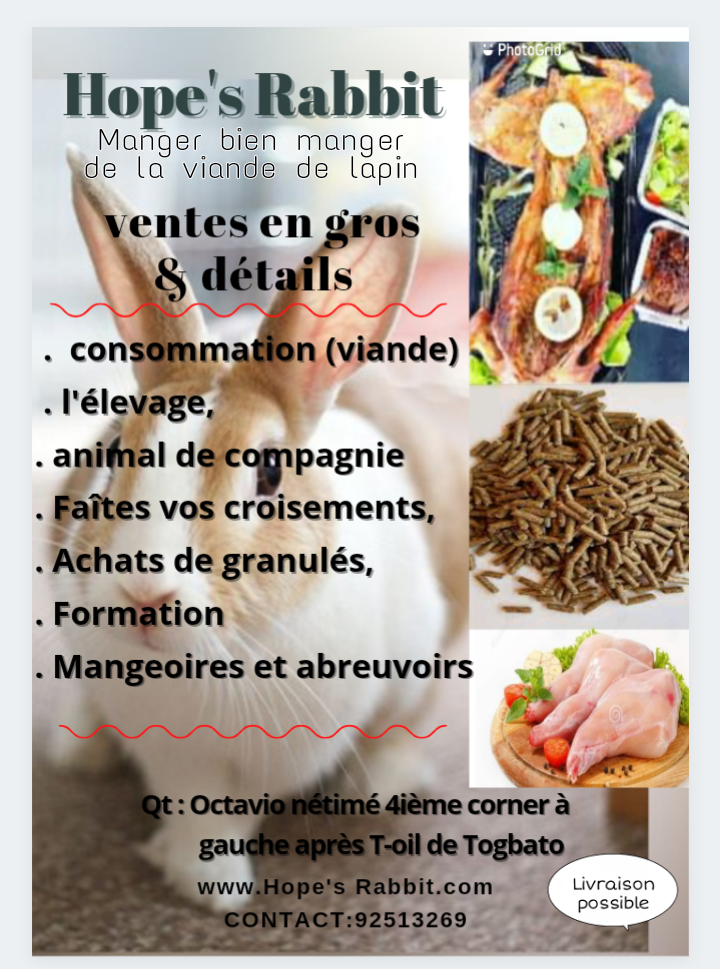 PhotoGrid
Hope's Rabbit
Manger bien manger
de la viande de lapin
ventes en gros
& détails
. consommation (viande)
. l'élevage,
. animal de compagnie
. Faîtes vos croisements,
. Achats de granulés,
. Formation
. Mangeoires et abreuvoirs
Qt : Octavio nétimé 4ième corner à
gauche après T-oil de Togbato
www.Hope's Rabbit.com
CONTACT:92513269
Livraison
possible